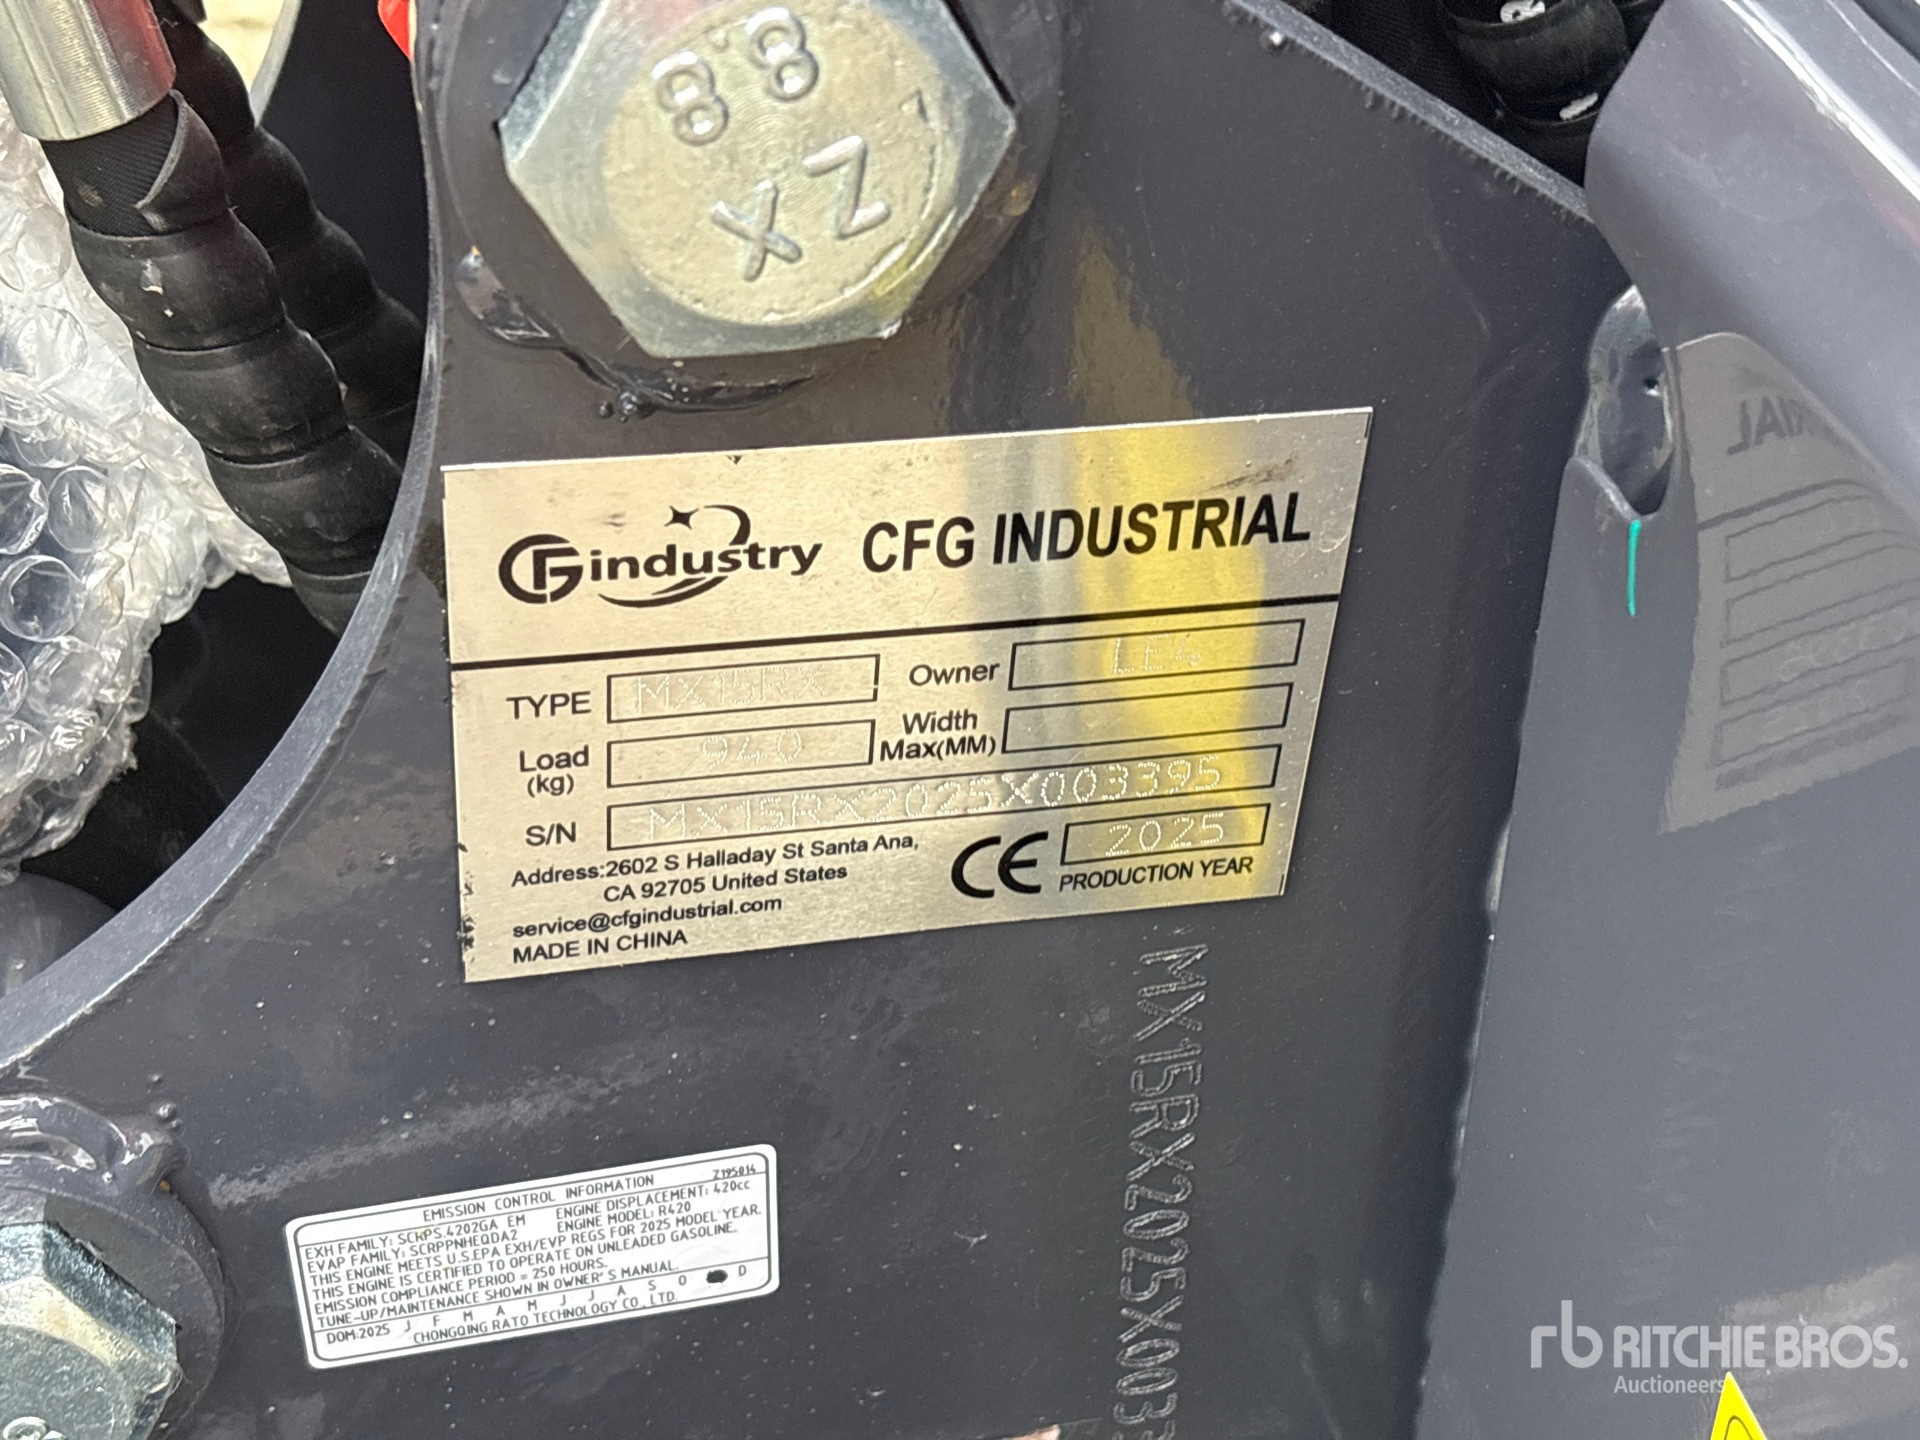 8.8
X Z
GFindustry CFG INDUSTRIAL
TYPE MX15RX Owner
Load (kg) 940 Width Max(MM)
S/N MX15RX2025X003395
Address:2602 S Halladay St Santa Ana,
CA 92705 United States
CE 2025
PRODUCTION YEAR
service@cfgindustrial.com
MADE IN CHINA
MX15RX2025X003
EMISSION CONTROL INFORMATION Z195014
EXH FAMILY: SCKPS.4202GA EM ENGINE DISPLACEMENT: 420CC
EVAP FAMILY: SCRPPNHEQDA2 ENGINE MODEL: R420
THIS ENGINE MEETS U.S.EPA EXH/EVP REGS FOR 2025 MODEL YEAR.
THIS ENGINE IS CERTIFIED TO OPERATE ON UNLEADED GASOLINE.
EMISSION COMPLIANCE PERIOD = 250 HOURS.
TUNE-UP/MAINTENANCE SHOWN IN OWNER'S MANUAL.
DOM:2025 J F M A M J J A S O D
CHONGQING RATO TECHNOLOGY CO., LTD.
rb RITCHIE BROS.
Auctioneers